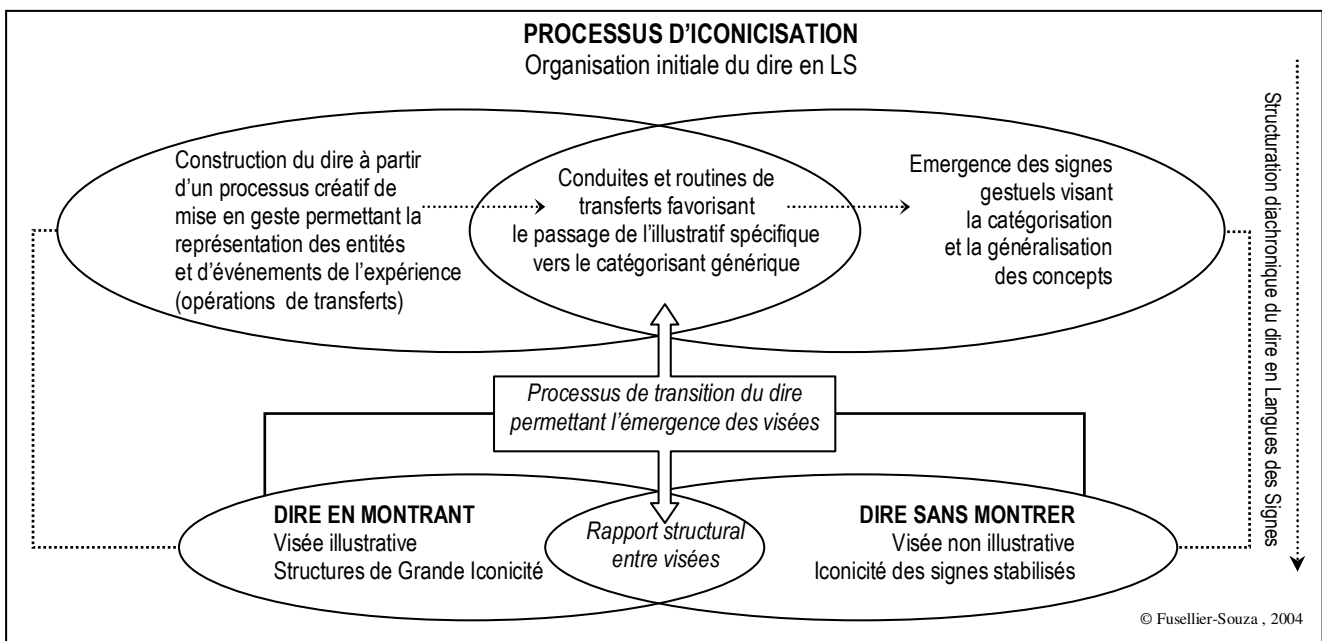 PROCESSUS D'ICONICISATION
Organisation initiale du dire en LS
Construction du dire à partir
d'un processus créatif de
mise en geste permettant la
représentation des entités
et d'événements de l'expérience
(opérations de transferts)
Conduites et routines de
transferts favorisant
le passage de l'illustratif spécifique
vers le catégorisant générique
Emergence des signes
gestuels visant
la catégorisation
et la généralisation
des concepts
Structuration diachronique du dire en Langues des Signes
Processus de transition du dire
permettant l'émergence des visées
DIRE EN MONTRANT
Visée illustrative
Structures de Grande Iconicité
Rapport structural
entre visées
DIRE SANS MONTRER
Visée non illustrative
Iconicité des signes stabilisés
© Fusellier-Souza , 2004